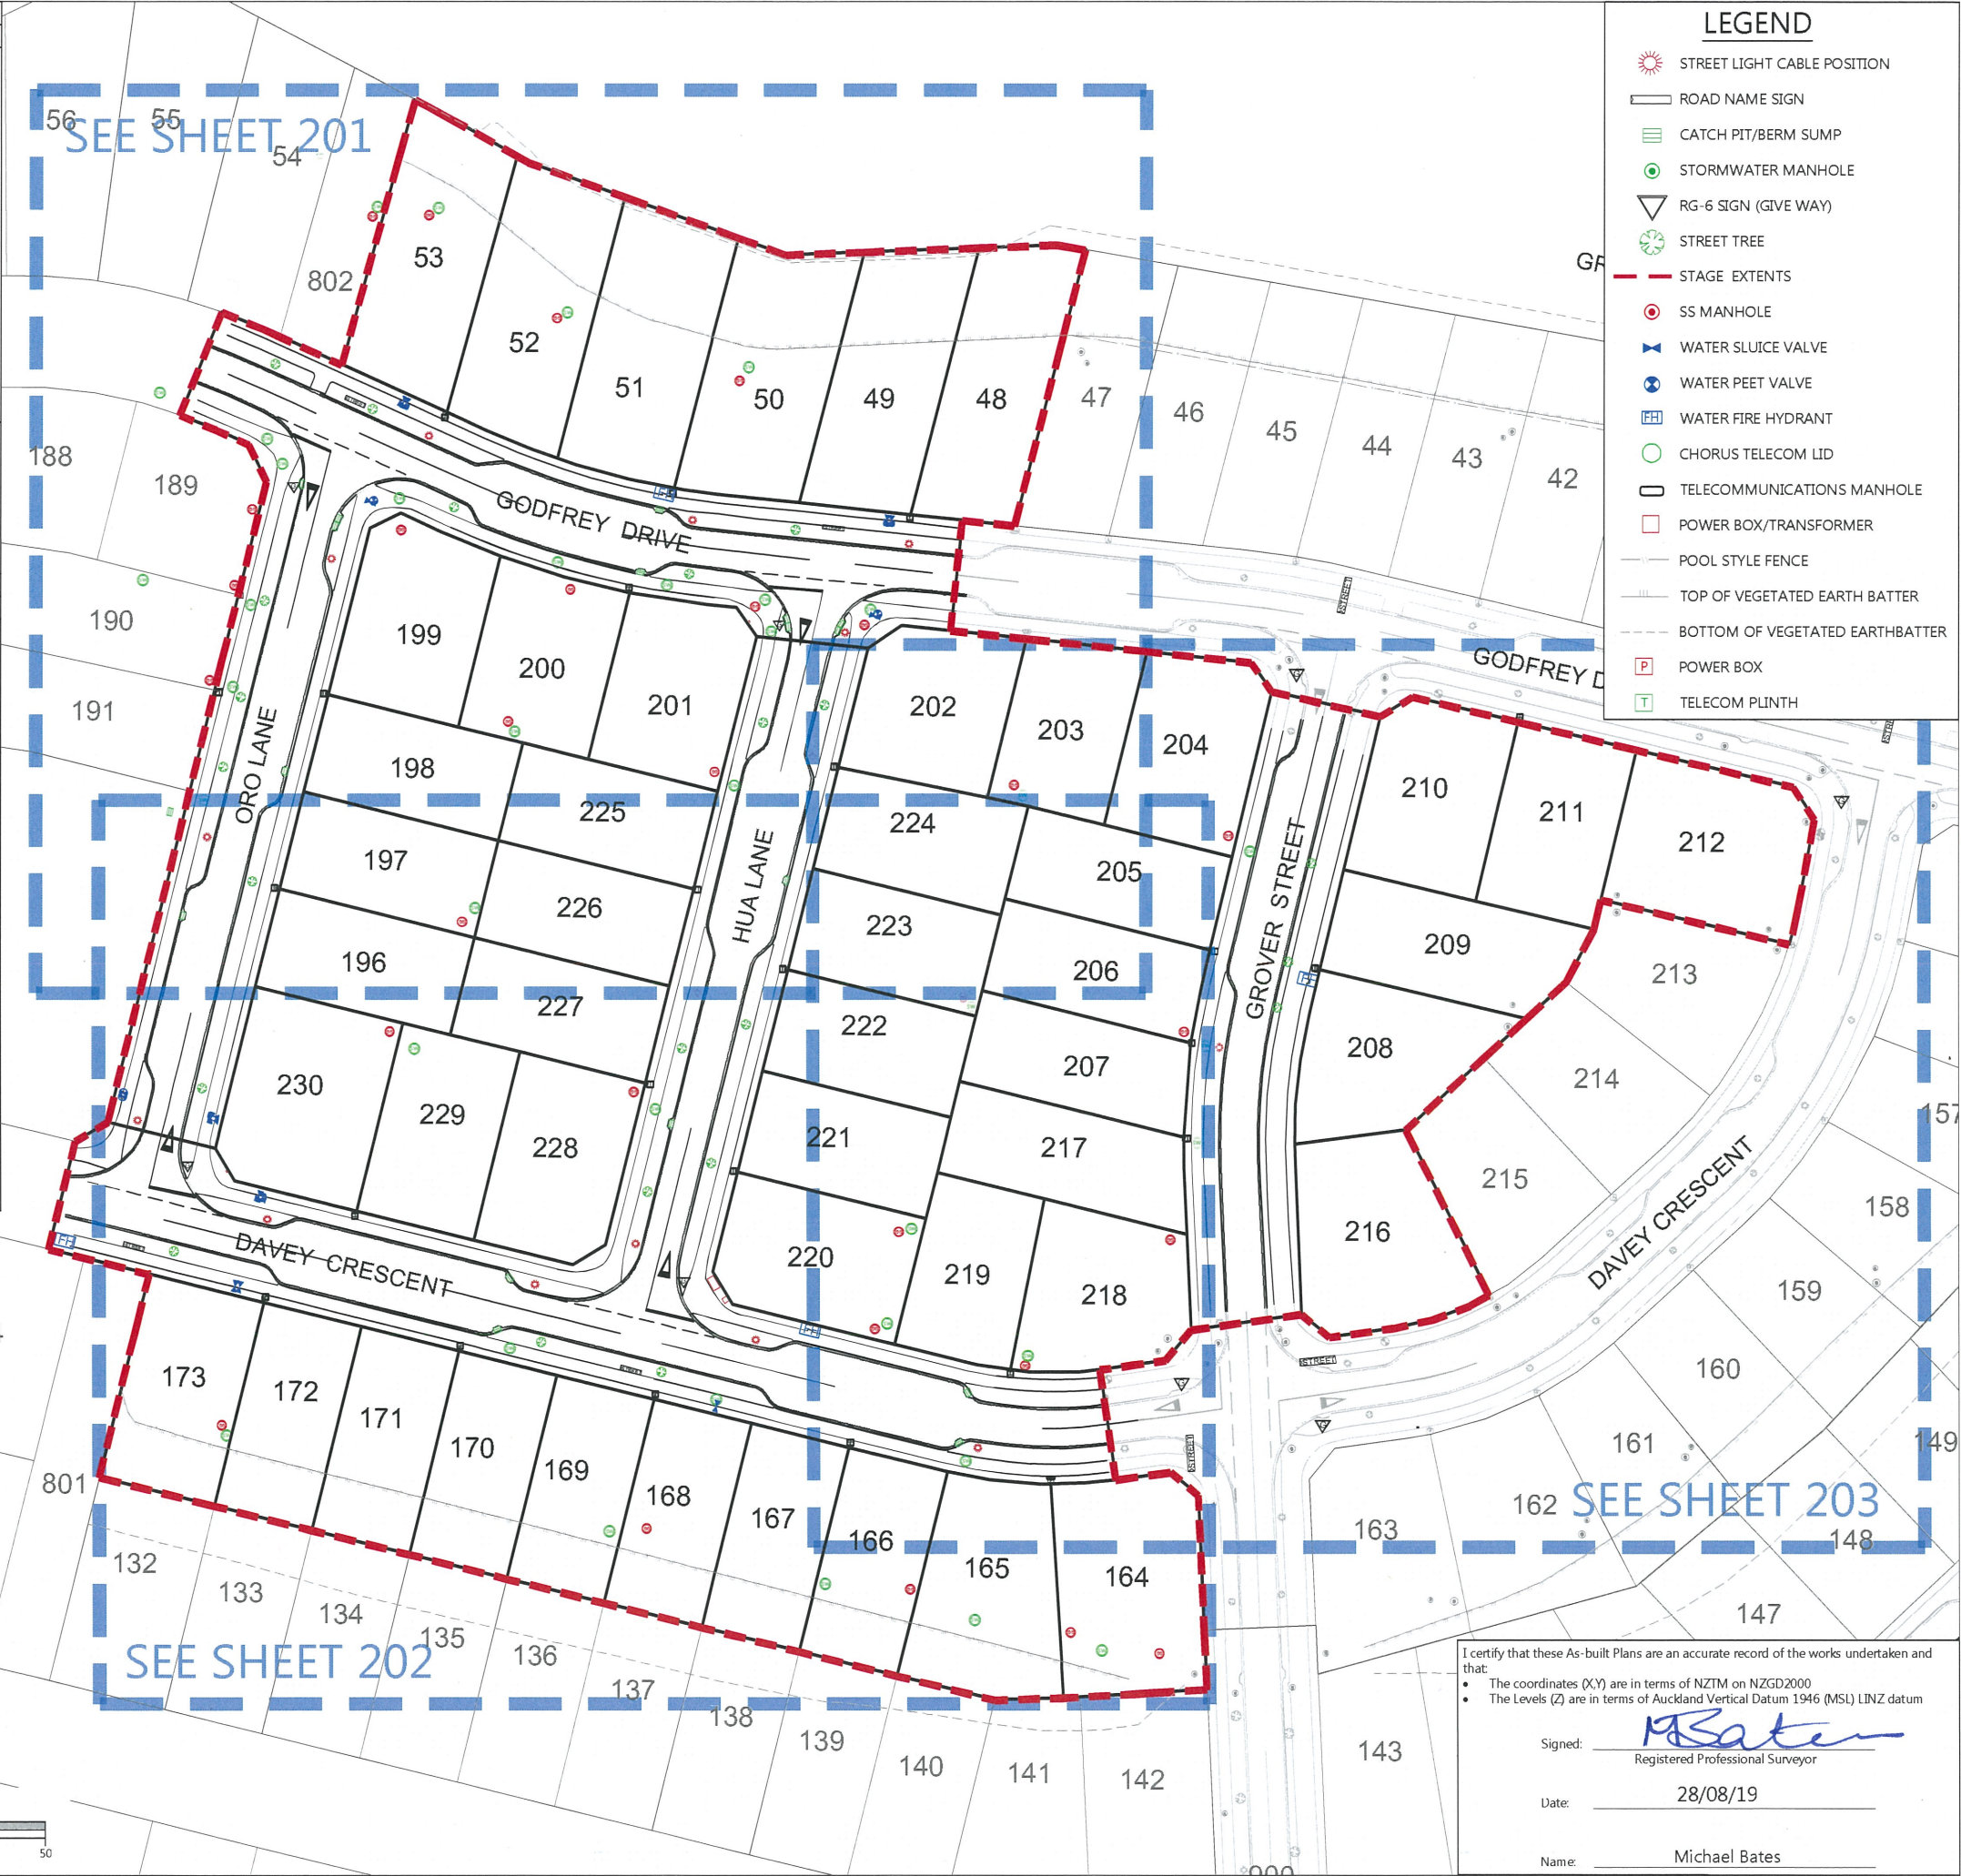 LEGEND
STREET LIGHT CABLE POSITION
ROAD NAME SIGN
CATCH PIT/BERM SUMP
STORMWATER MANHOLE
RG-6 SIGN (GIVE WAY)
STREET TREE
STAGE EXTENTS
SS MANHOLE
WATER SLUICE VALVE
WATER PEET VALVE
FH WATER FIRE HYDRANT
CHORUS TELECOM LID
TELECOMMUNICATIONS MANHOLE
POWER BOX/TRANSFORMER
POOL STYLE FENCE
TOP OF VEGETATED EARTH BATTER
BOTTOM OF VEGETATED EARTHBATTER
P POWER BOX
T TELECOM PLINTH
SEE SHEET 201
56
55
54
802
53
52
51
50
49
48
47
46
45
44
43
42
GR
188
189
190
191
GODFREY DRIVE
GODFREY D
STREET
ORO LANE
HUA LANE
GROVER STREET
199
200
201
202
203
204
210
211
212
198
225
224
205
197
226
223
209
213
196
227
206
222
208
214
207
230
229
228
221
217
215
157
158
216
220
219
218
DAVEY CRESCENT
DAVEY CRESCENT
STREET
STREET
159
160
161
149
162
163
148
147
SEE SHEET 203
173
172
171
170
169
168
167
166
165
164
801
132
133
134
135
136
137
138
139
140
141
142
143
SEE SHEET 202
900
50
I certify that these As-built Plans are an accurate record of the works undertaken and
that:
• The coordinates (X,Y) are in terms of NZTM on NZGD2000
• The Levels (Z) are in terms of Auckland Vertical Datum 1946 (MSL) LINZ datum
Signed: MBates
Registered Professional Surveyor
Date: 28/08/19
Name: Michael Bates